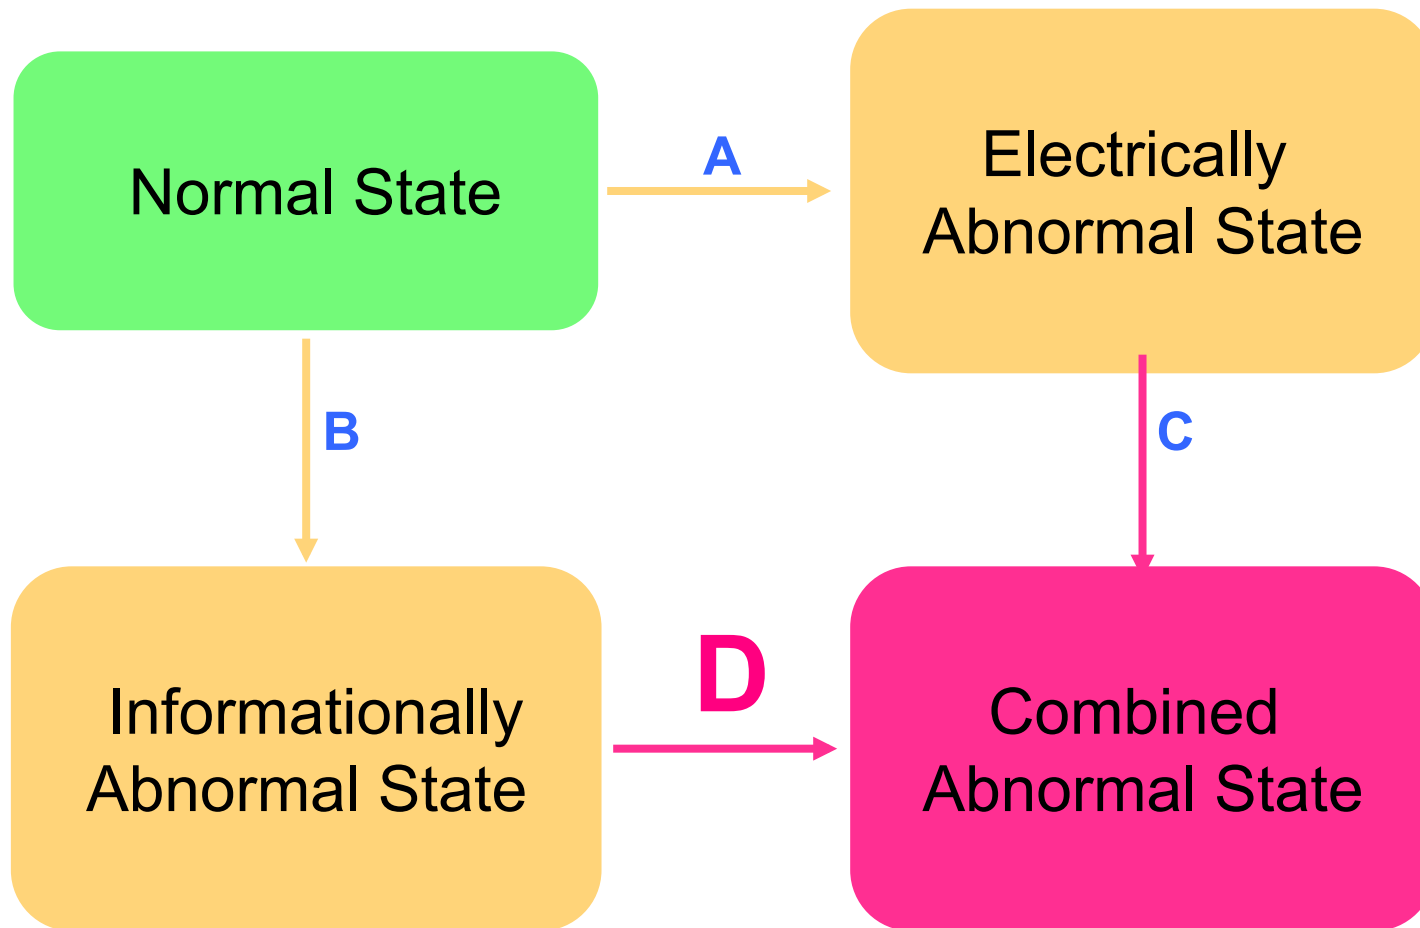 Normal State
A
Electrically
Abnormal State
B
C
Informationally
Abnormal State
D
Combined
Abnormal State